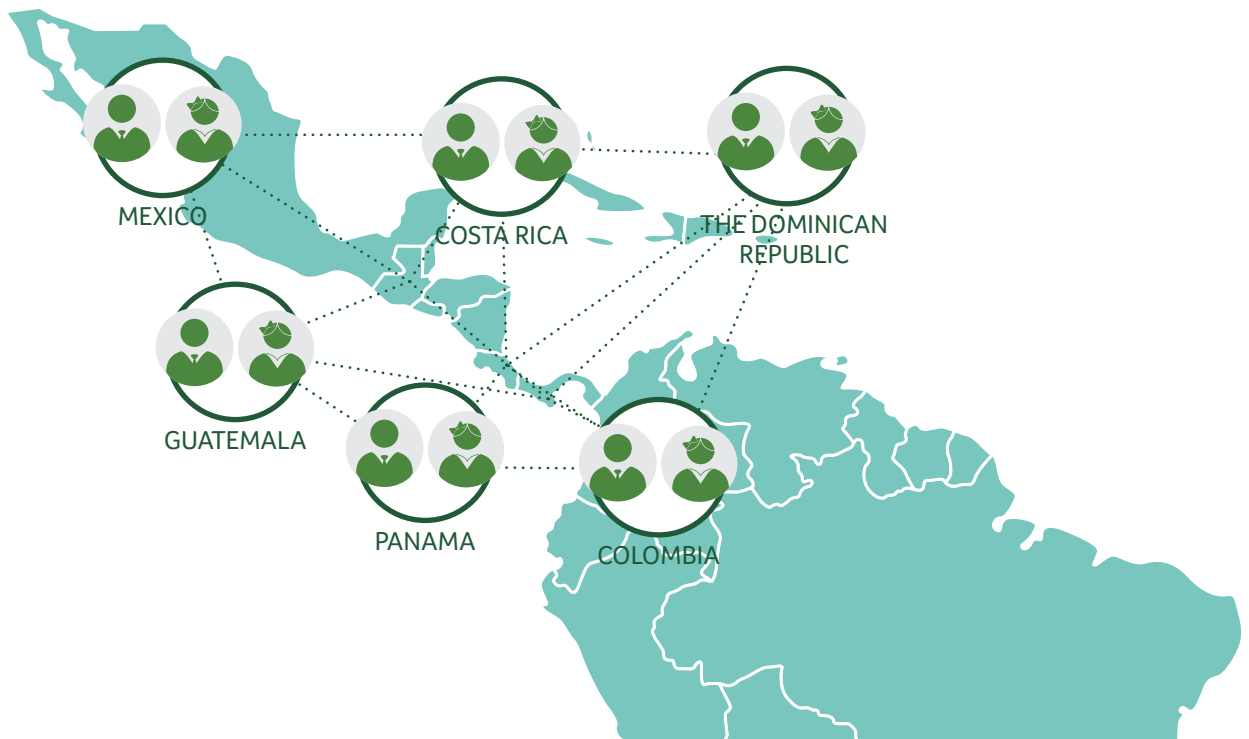 MEXICO
COSTA RICA
THE DOMINICAN
REPUBLIC
GUATEMALA
PANAMA
COLOMBIA